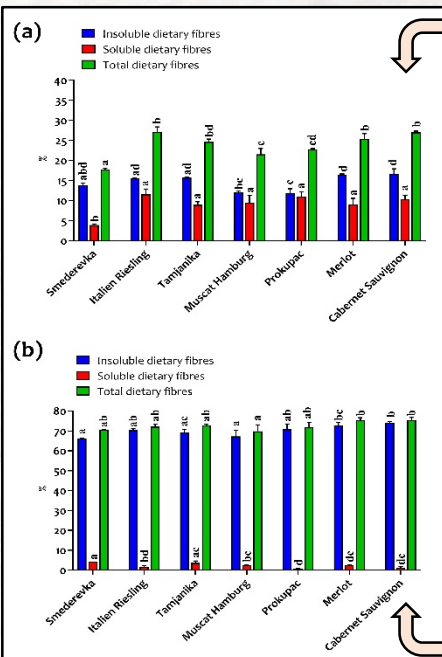 (a)
Insoluble dietary fibres
Soluble dietary fibres
Total dietary fibres
40
35
30
25
20
15
10
5
0
%
abd b a
ad a b
ad a bd
bc a c
c a cd
d a b
d a b
Smederevka
Italien Riesling
Tamjanika
Muscat Hamburg
Prokupac
Merlot
Cabernet Sauvignon
(b)
Insoluble dietary fibres
Soluble dietary fibres
Total dietary fibres
80
70
60
50
40
30
20
10
0
%
a a ab
ab bd ab
ac ac ab
a bc a
ab d ab
bc dc b
b dc b
Smederevka
Italien Riesling
Tamjanika
Muscat Hamburg
Prokupac
Merlot
Cabernet Sauvignon